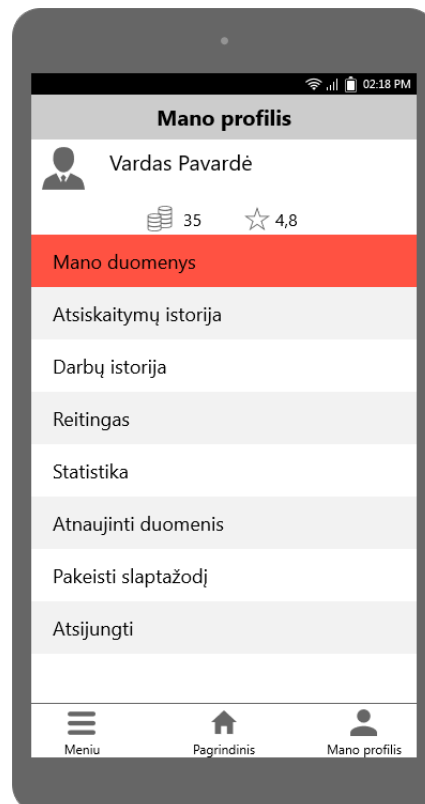 02:18 PM
Mano profilis
Vardas Pavardė
35 4,8
Mano duomenys
Atsiskaitymų istorija
Darbų istorija
Reitingas
Statistika
Atnaujinti duomenis
Pakeisti slaptažodį
Atsijungti
Meniu Pagrindinis Mano profilis